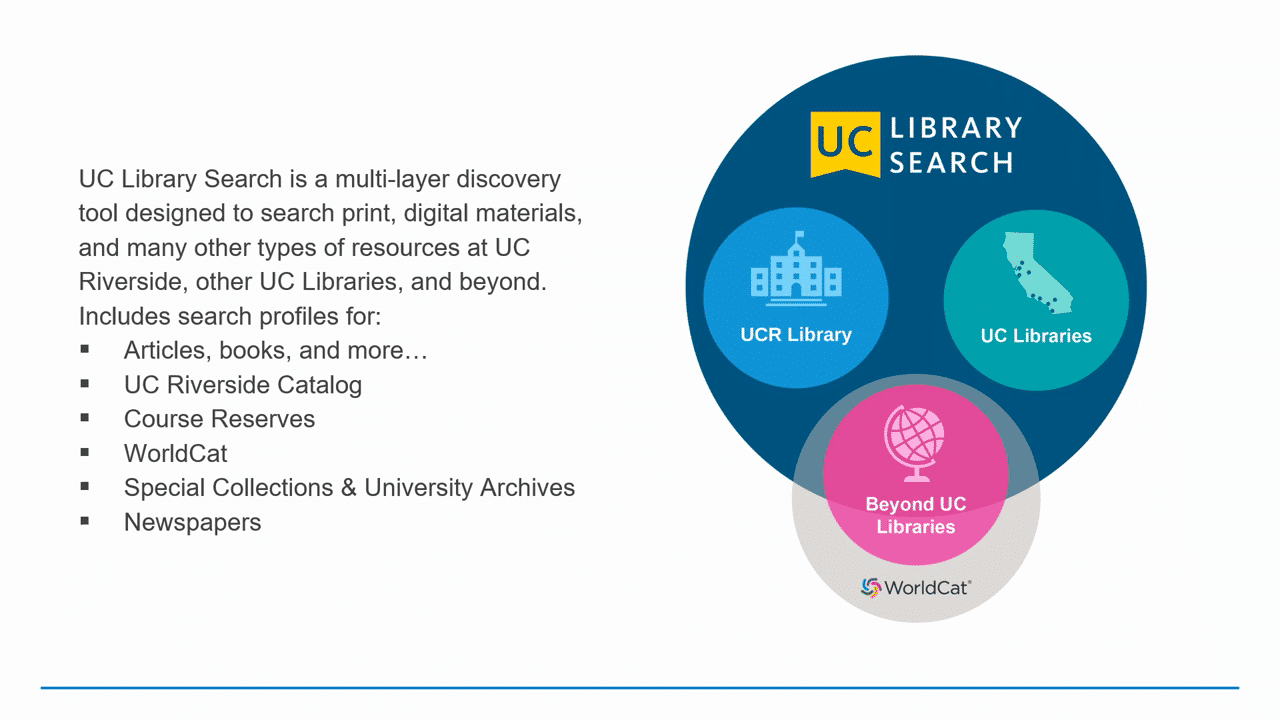 UC Library Search is a multi-layer discovery
tool designed to search print, digital materials,
and many other types of resources at UC
Riverside, other UC Libraries, and beyond.
Includes search profiles for:
▪ Articles, books, and more…
▪ UC Riverside Catalog
▪ Course Reserves
▪ WorldCat
▪ Special Collections & University Archives
▪ Newspapers
UC LIBRARY
SEARCH
UCR Library
UC Libraries
Beyond UC
Libraries
WorldCat®